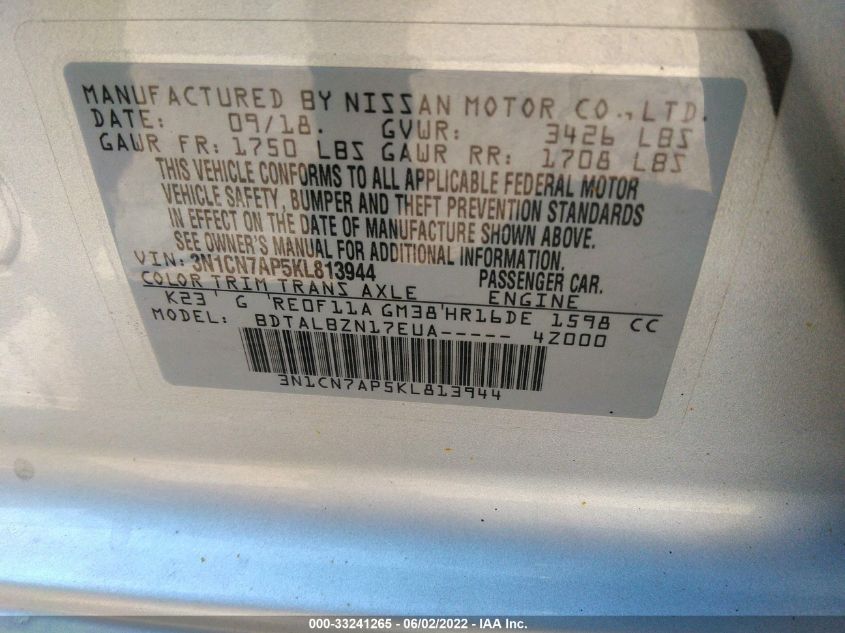 MANUFACTURED BY NISSAN MOTOR CO., LTD.
DATE: 09/18. GVWR: 3426 LBS
GAWR FR: 1750 LBS GAWR RR: 1708 LBS
THIS VEHICLE CONFORMS TO ALL APPLICABLE FEDERAL MOTOR
VEHICLE SAFETY, BUMPER AND THEFT PREVENTION STANDARDS
IN EFFECT ON THE DATE OF MANUFACTURE SHOWN ABOVE.
SEE OWNER'S MANUAL FOR ADDITIONAL INFORMATION.
VIN: 3N1CN7AP5KL813944 PASSENGER CAR.
COLOR TRIM TRANS AXLE ENGINE
K23 G RE0F11A GM38 HR16DE 1598 CC
MODEL: BDTALBZN17EUA----- 4Z000
3N1CN7AP5KL813944
000-33241265 - 06/02/2022 - IAA Inc.